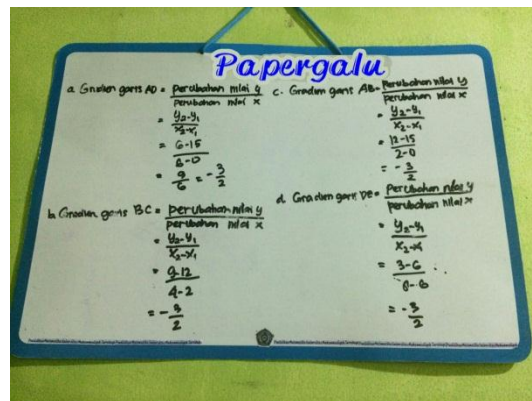 Papergalu
a. Gradien garis AD = perubahan nilai y
perubahan nilai x
= y₂-y₁
x₂-x₁
= 6-15
6-0
= 9
6
= -3
2
b. Gradien garis BC = perubahan nilai y
perubahan nilai x
= y₂-y₁
x₂-x₁
= 9-12
4-2
= -3
2
c. Gradien garis AB = perubahan nilai y
perubahan nilai x
= y₂-y₁
x₂-x₁
= 12-15
2-0
= -3
2
d. Gradien garis DE = perubahan nilai y
perubahan nilai x
= y₂-y₁
x₂-x₁
= 3-6
= -3
2